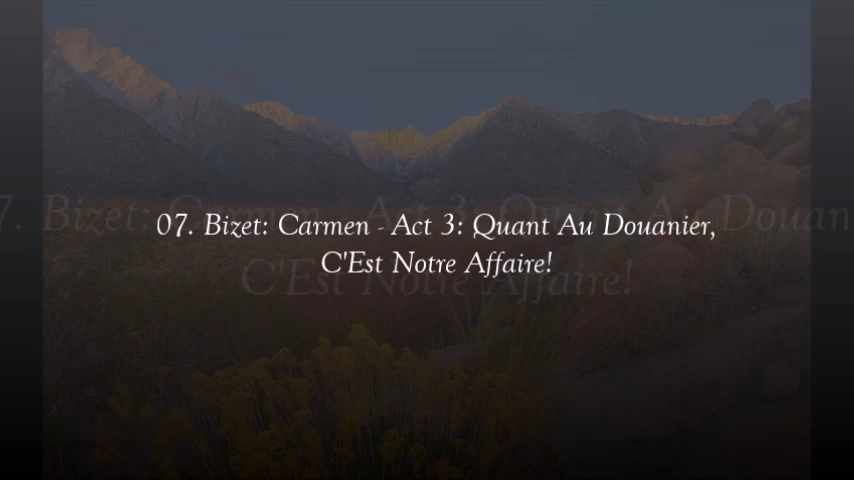 07. Bizet: Carmen - Act 3: Quant Au Douanier,
C'Est Notre Affaire!